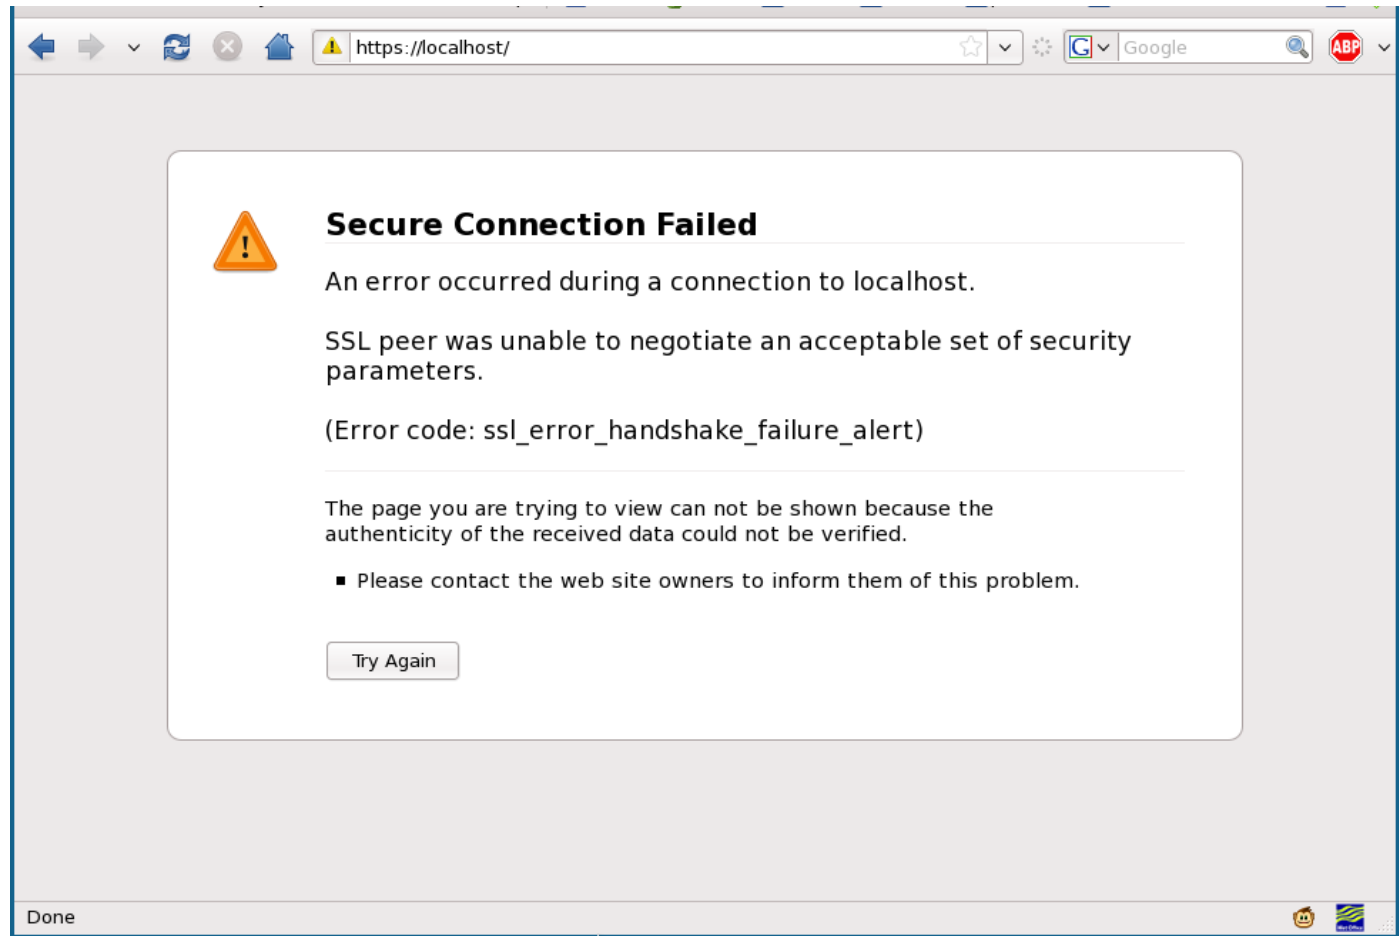 https://localhost/
G
Google
ABP
Secure Connection Failed
!
An error occurred during a connection to localhost.
SSL peer was unable to negotiate an acceptable set of security
parameters.
(Error code: ssl_error_handshake_failure_alert)
The page you are trying to view can not be shown because the
authenticity of the received data could not be verified.
Please contact the web site owners to inform them of this problem.
Try Again
Done
Met Office